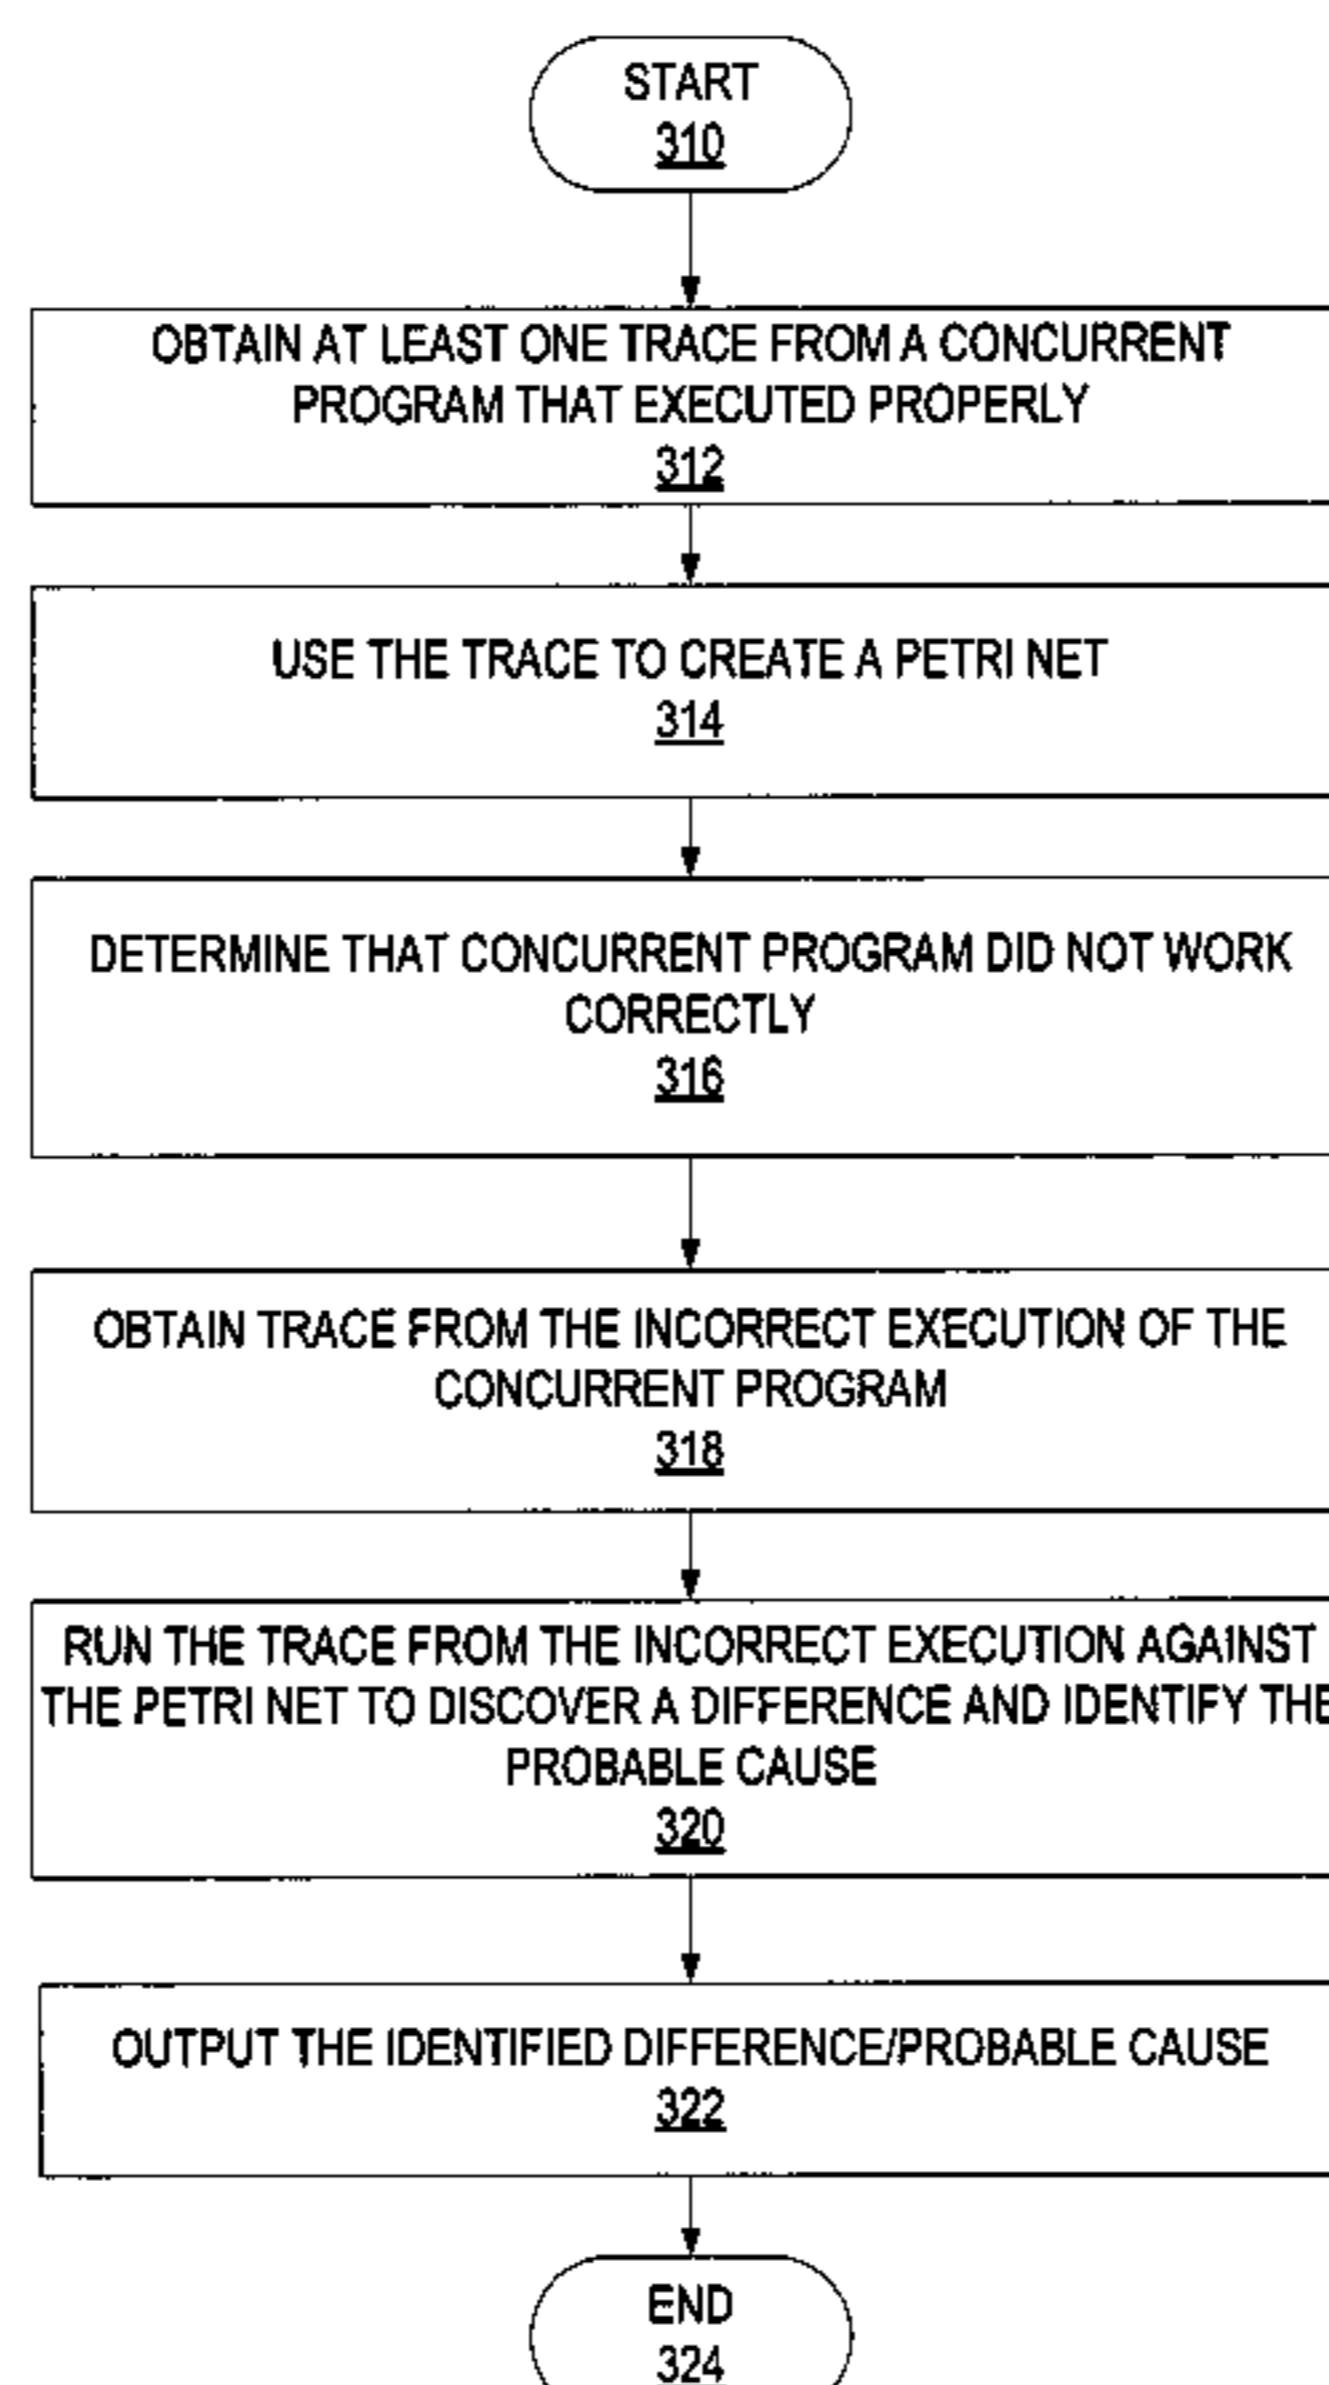 START
310
OBTAIN AT LEAST ONE TRACE FROM A CONCURRENT
PROGRAM THAT EXECUTED PROPERLY
312
USE THE TRACE TO CREATE A PETRI NET
314
DETERMINE THAT CONCURRENT PROGRAM DID NOT WORK
CORRECTLY
316
OBTAIN TRACE FROM THE INCORRECT EXECUTION OF THE
CONCURRENT PROGRAM
318
RUN THE TRACE FROM THE INCORRECT EXECUTION AGAINST
THE PETRI NET TO DISCOVER A DIFFERENCE AND IDENTIFY THE
PROBABLE CAUSE
320
OUTPUT THE IDENTIFIED DIFFERENCE/PROBABLE CAUSE
322
END
324